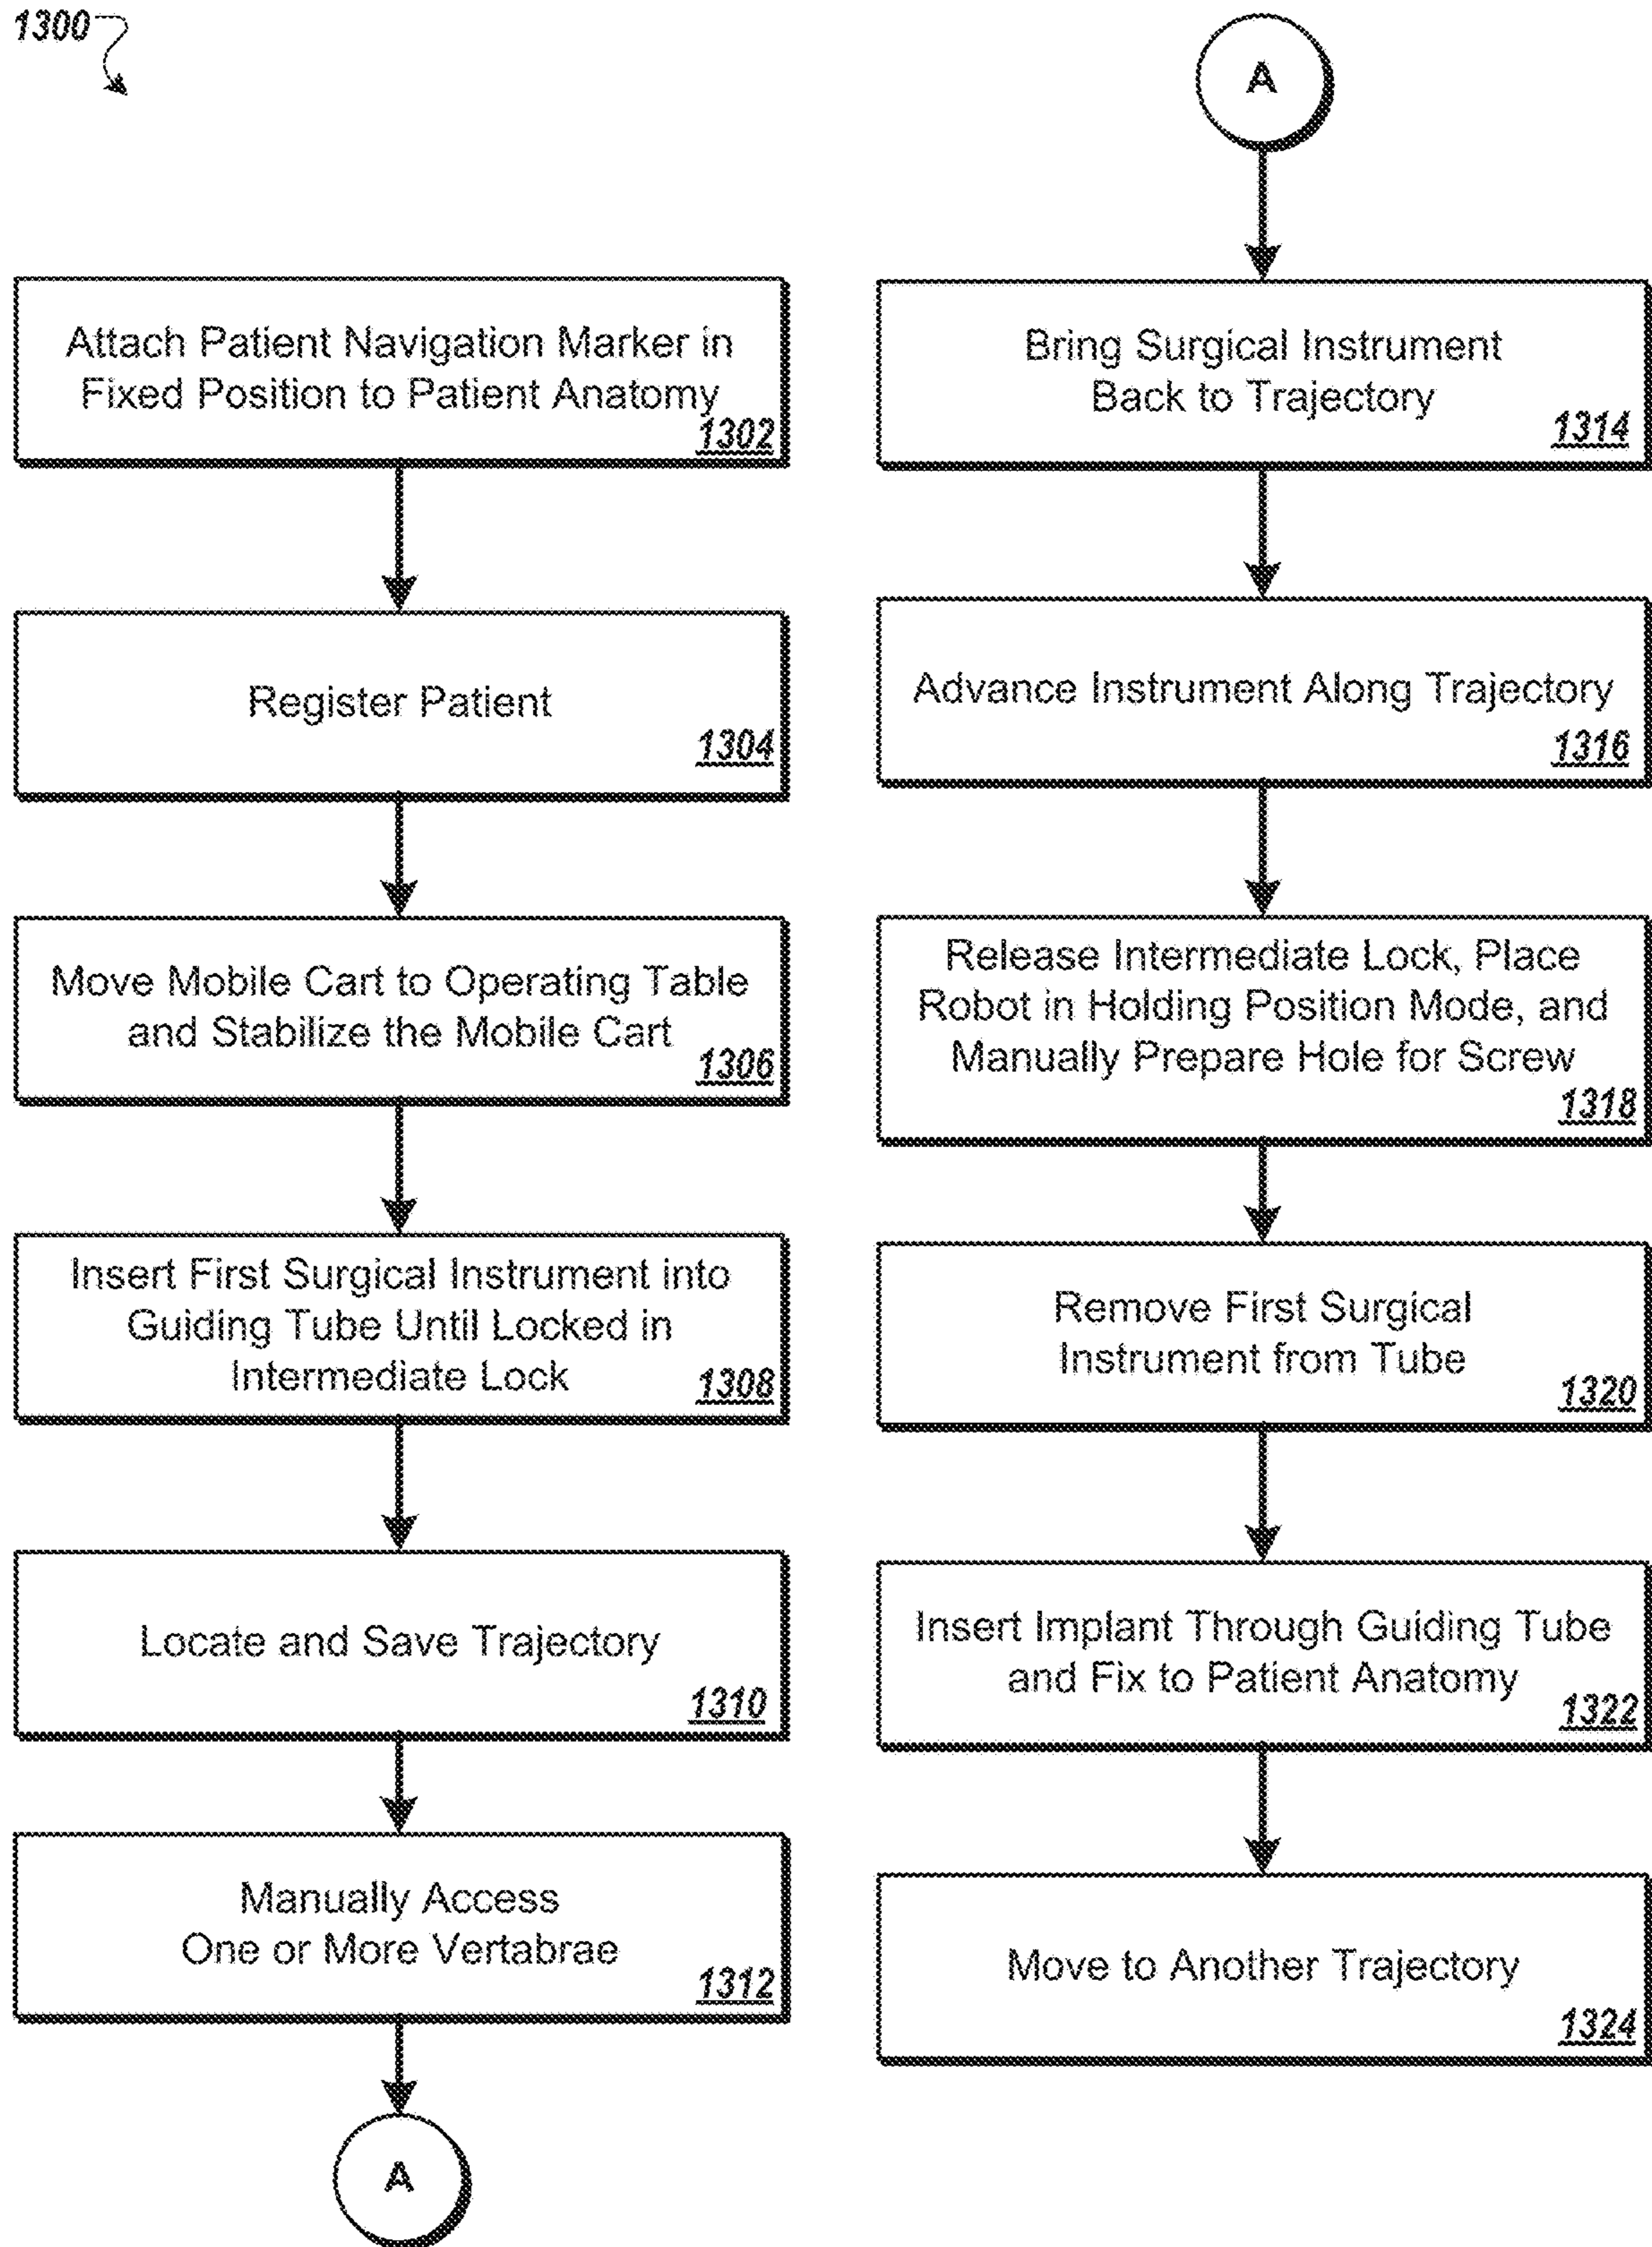 1300
Attach Patient Navigation Marker in
Fixed Position to Patient Anatomy
1302
Register Patient
1304
Move Mobile Cart to Operating Table
and Stabilize the Mobile Cart
1306
Insert First Surgical Instrument into
Guiding Tube Until Locked in
Intermediate Lock
1308
Locate and Save Trajectory
1310
Manually Access
One or More Vertabrae
1312
A
A
Bring Surgical Instrument
Back to Trajectory
1314
Advance Instrument Along Trajectory
1316
Release Intermediate Lock, Place
Robot in Holding Position Mode, and
Manually Prepare Hole for Screw
1318
Remove First Surgical
Instrument from Tube
1320
Insert Implant Through Guiding Tube
and Fix to Patient Anatomy
1322
Move to Another Trajectory
1324